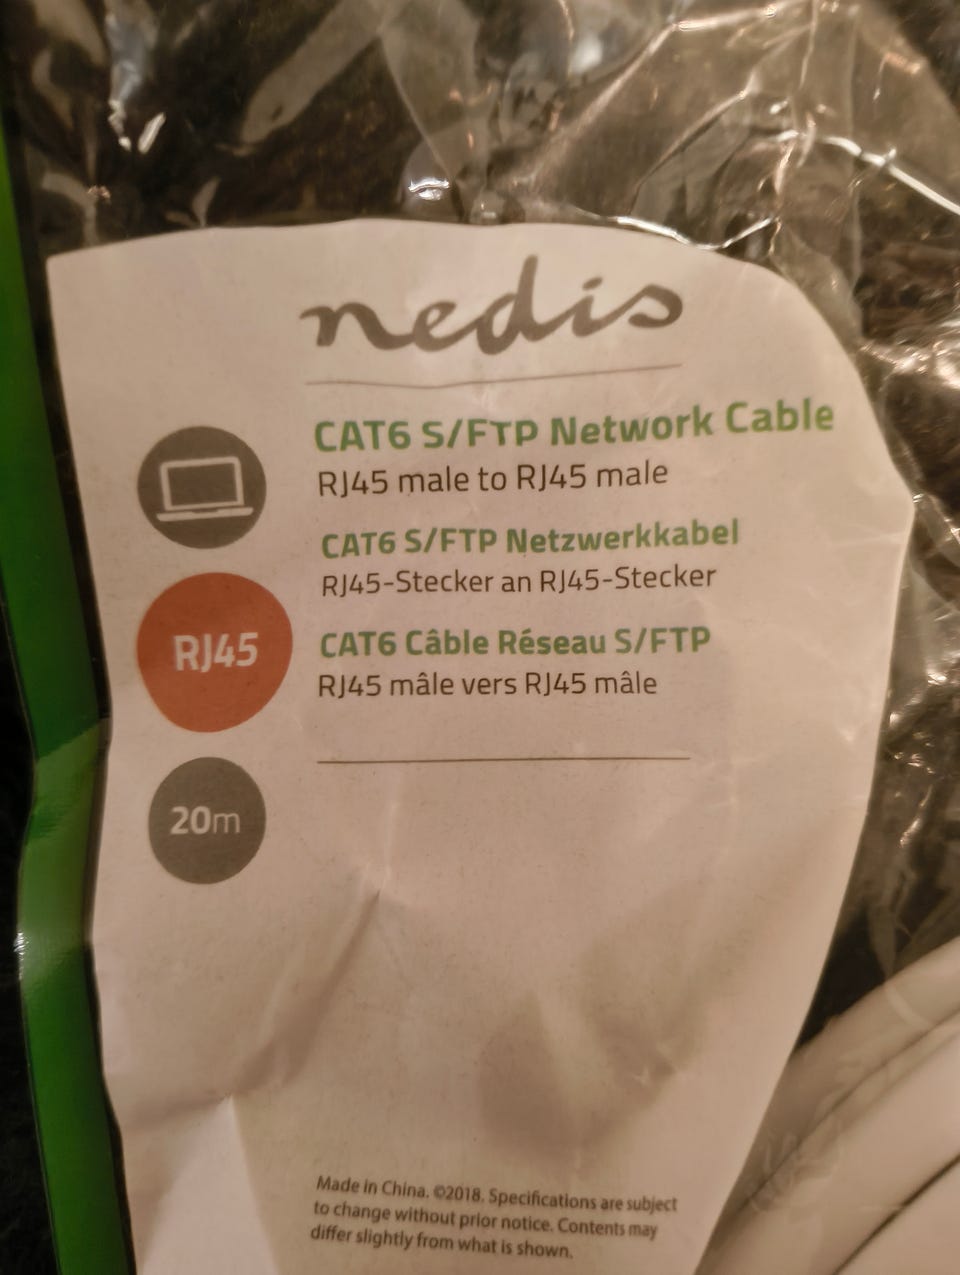 nedis
CAT6 S/FTP Network Cable
RJ45 male to RJ45 male
CAT6 S/FTP Netzwerkkabel
RJ45-Stecker an RJ45-Stecker
CAT6 Câble Réseau S/FTP
RJ45 mâle vers RJ45 mâle
RJ45
20m
Made in China. ©2018. Specifications are subject
to change without prior notice. Contents may
differ slightly from what is shown.